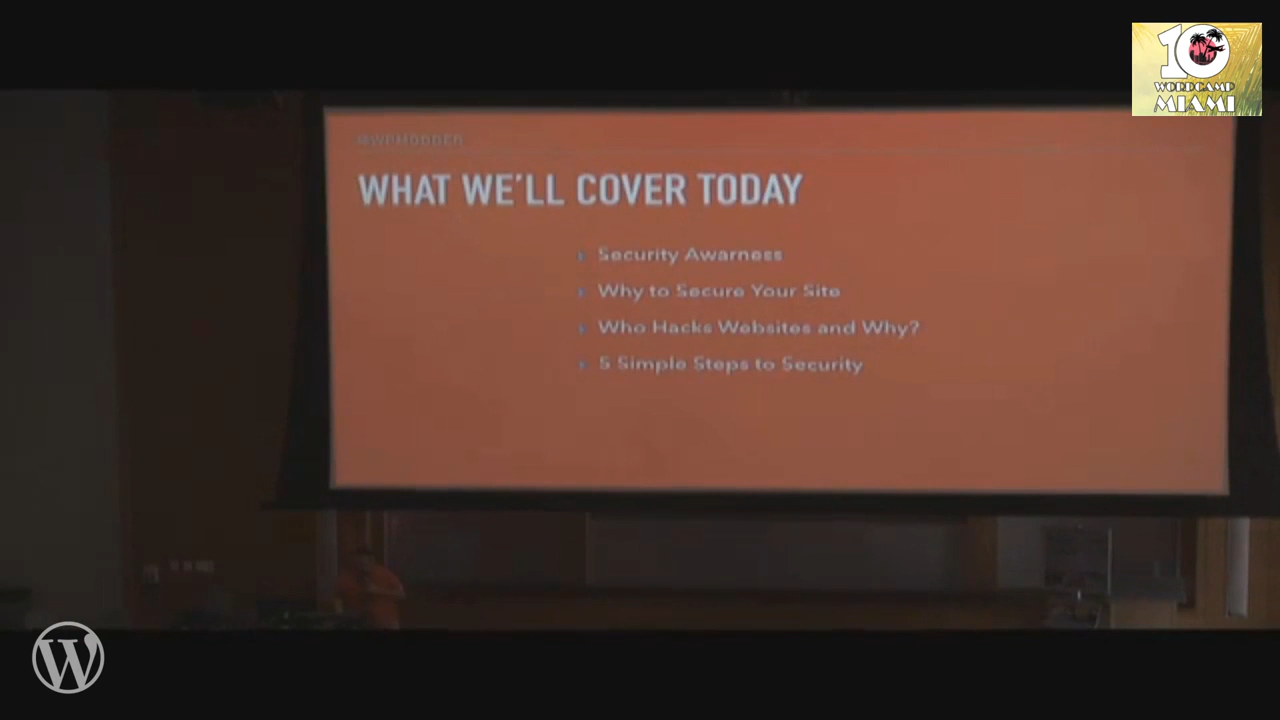 10
WORDCAMP
MIAMI
@WPMODDER
WHAT WE'LL COVER TODAY
Security Awarness
Why to Secure Your Site
Who Hacks Websites and Why?
5 Simple Steps to Security
W